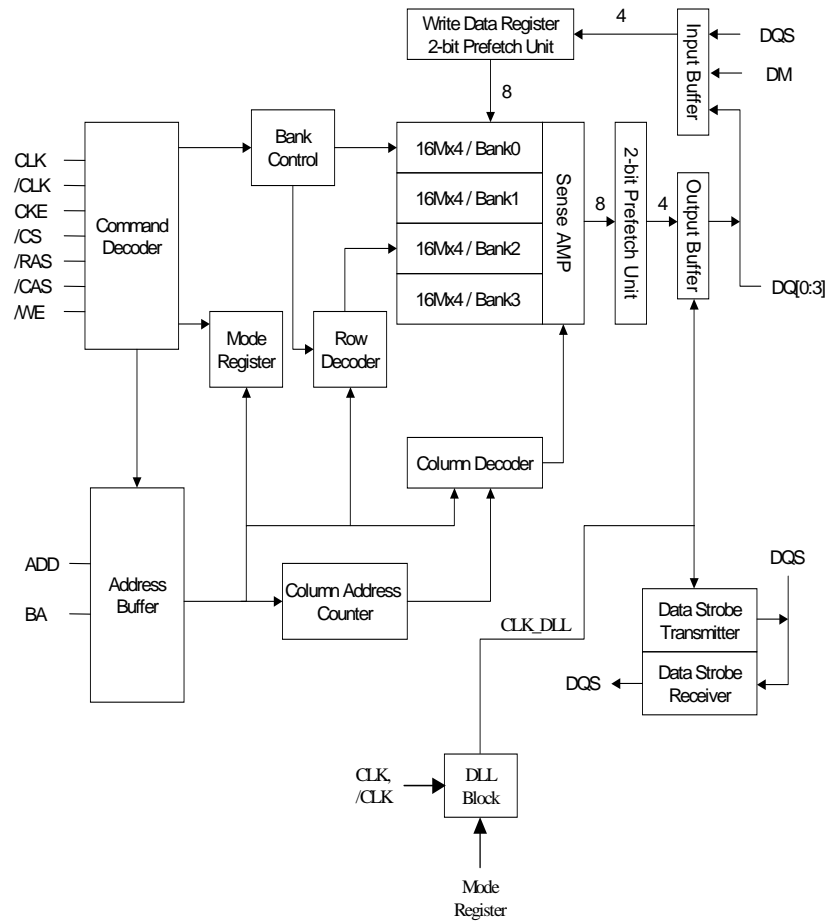 Write Data Register
2-bit Prefetch Unit
4
Input Buffer
DQS
DM
8
Bank
Control
16Mx4 / Bank0
16Mx4 / Bank1
16Mx4 / Bank2
16Mx4 / Bank3
Sense AMP
8
2-bit Prefetch Unit
4
Output Buffer
DQ[0:3]
CLK
/CLK
CKE
/CS
/RAS
/CAS
/WE
Command
Decoder
Mode
Register
Row
Decoder
Column Decoder
ADD
BA
Address
Buffer
Column Address
Counter
CLK_DLL
DQS
Data Strobe
Transmitter
Data Strobe
Receiver
DQS
CLK,
/CLK
DLL
Block
Mode
Register